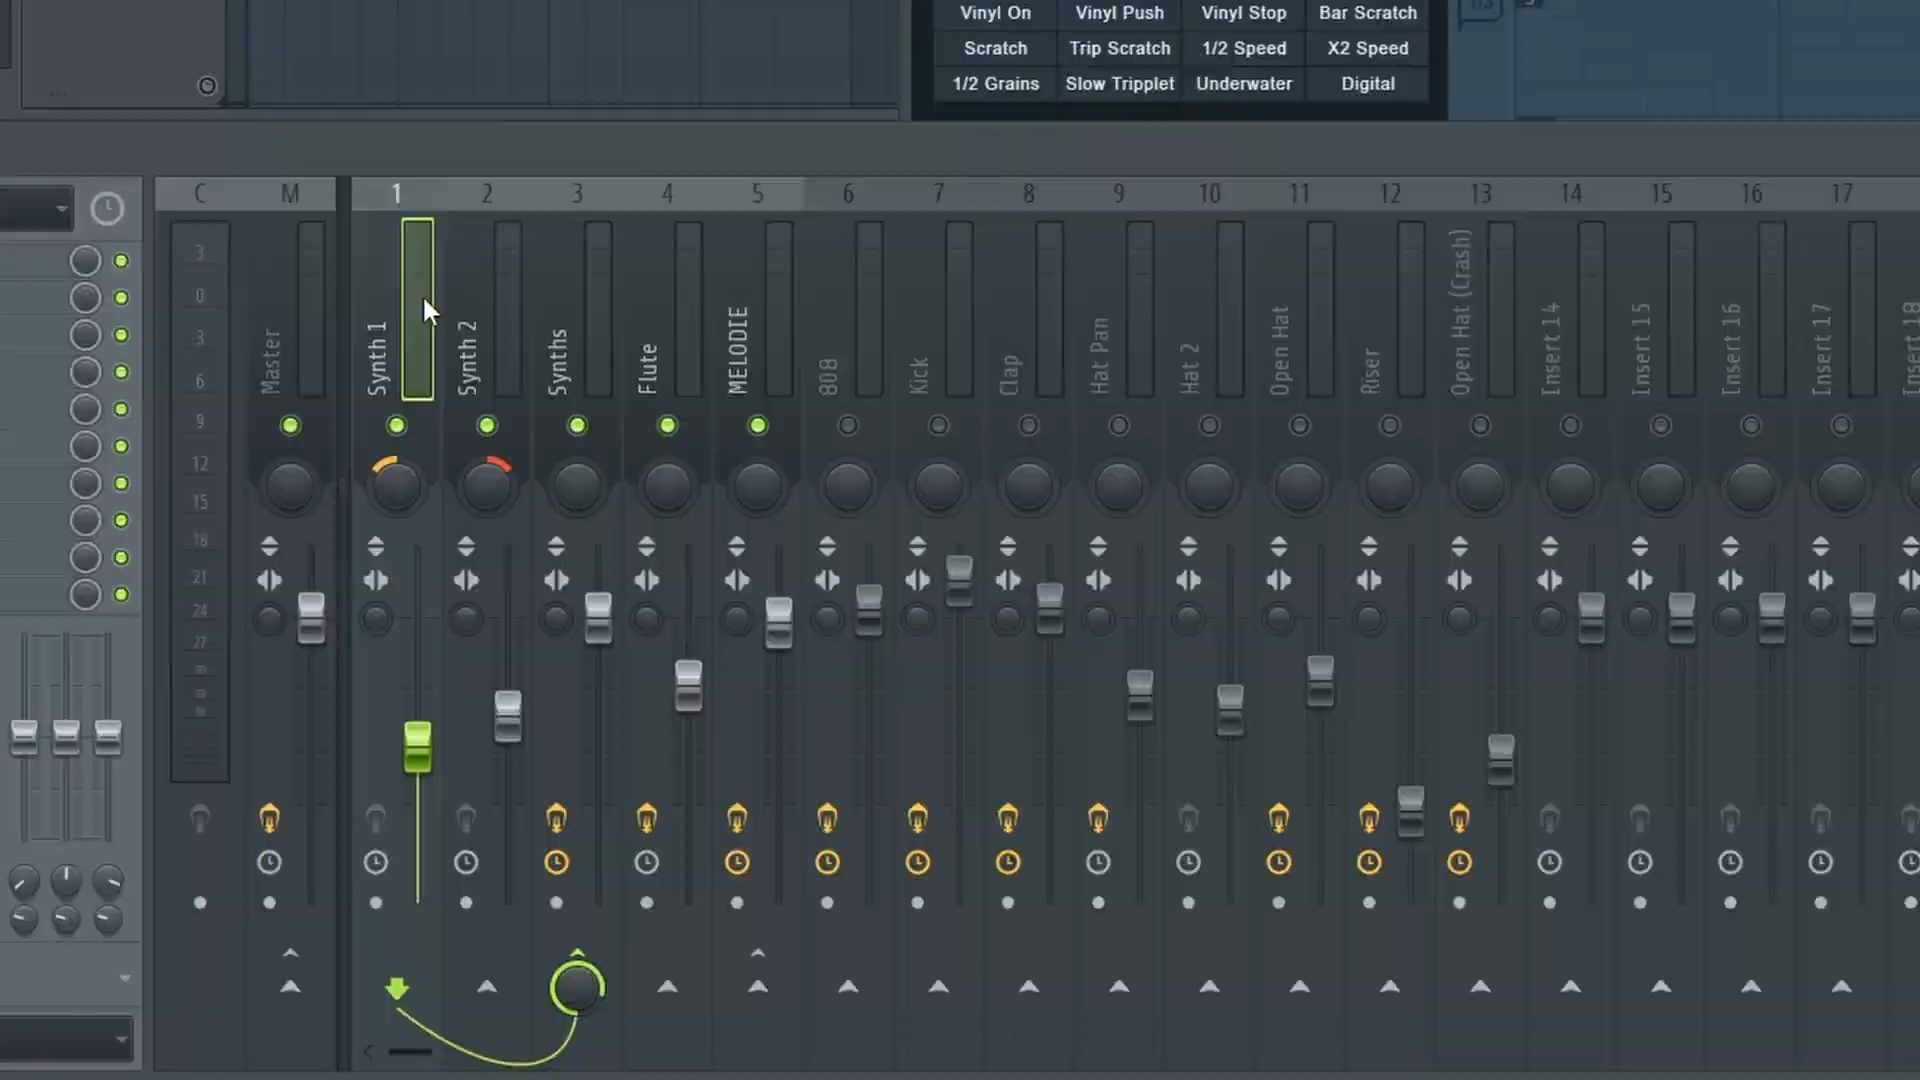 Vinyl On Vinyl Push Vinyl Stop Bar Scratch
Scratch Trip Scratch 1/2 Speed X2 Speed
1/2 Grains Slow Tripplet Underwater Digital
C M 1 2 3 4 5 6 7 8 9 10 11 12 13 14 15 16 17
3
0
3
6
9
12
15
18
21
24
27
Master
Synth 1
Synth 2
Synths
Flute
MELODIE
808
Kick
Clap
Hat Pan
Hat 2
Open Hat
Riser
Open Hat (Crash)
Insert 14
Insert 15
Insert 16
Insert 17
Insert 18